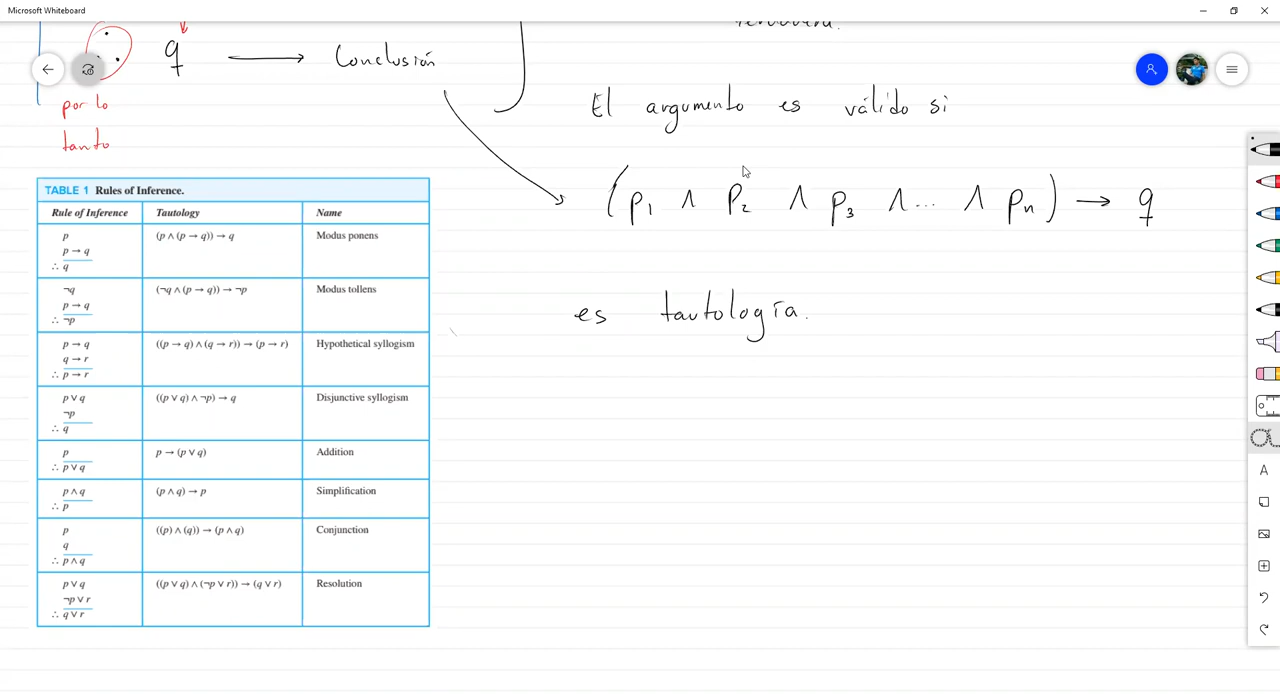 Microsoft Whiteboard
q → Conclusión
por lo
tanto
El argumento es válido si
(p1 ∧ p2 ∧ p3 ∧ ... ∧ pn) → q
es tautología.
TABLE 1 Rules of Inference.
Rule of Inference Tautology Name
p
p → q
∴ q
(p ∧ (p → q)) → q
Modus ponens
¬q
p → q
∴ ¬p
(¬q ∧ (p → q)) → ¬p
Modus tollens
p → q
q → r
∴ p → r
((p → q) ∧ (q → r)) → (p → r)
Hypothetical syllogism
p ∨ q
¬p
∴ q
((p ∨ q) ∧ ¬p) → q
Disjunctive syllogism
p
∴ p ∨ q
p → (p ∨ q)
Addition
p ∧ q
∴ p
(p ∧ q) → p
Simplification
p
q
∴ p ∧ q
((p) ∧ (q)) → (p ∧ q)
Conjunction
p ∨ q
¬p ∨ r
∴ q ∨ r
((p ∨ q) ∧ (¬p ∨ r)) → (q ∨ r)
Resolution
A